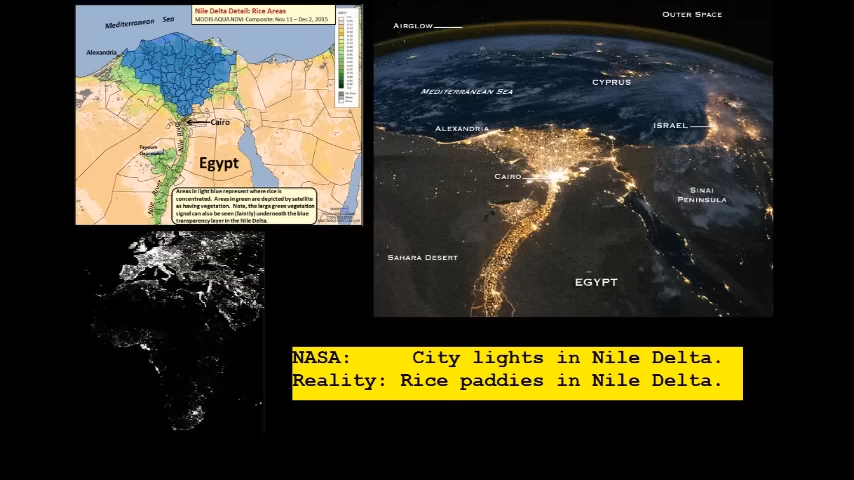 Nile Delta Detail: Rice Areas
MODIS AQUA NDVI Composite: Nov 11 – Dec 2, 2015
Mediterranean Sea
Alexandria
Cairo
Nile River
Egypt
Areas in light blue represent where rice is
concentrated. Areas in green are depicted by satellite
as having vegetation. Note, the large green vegetation
signal can also be seen (faintly) underneath the blue
transparency layer in the Nile Delta.
AIRGLOW
OUTER SPACE
CYPRUS
MEDITERRANEAN SEA
ALEXANDRIA
ISRAEL
CAIRO
SINAI
PENINSULA
SAHARA DESERT
EGYPT
NASA: City lights in Nile Delta.
Reality: Rice paddies in Nile Delta.